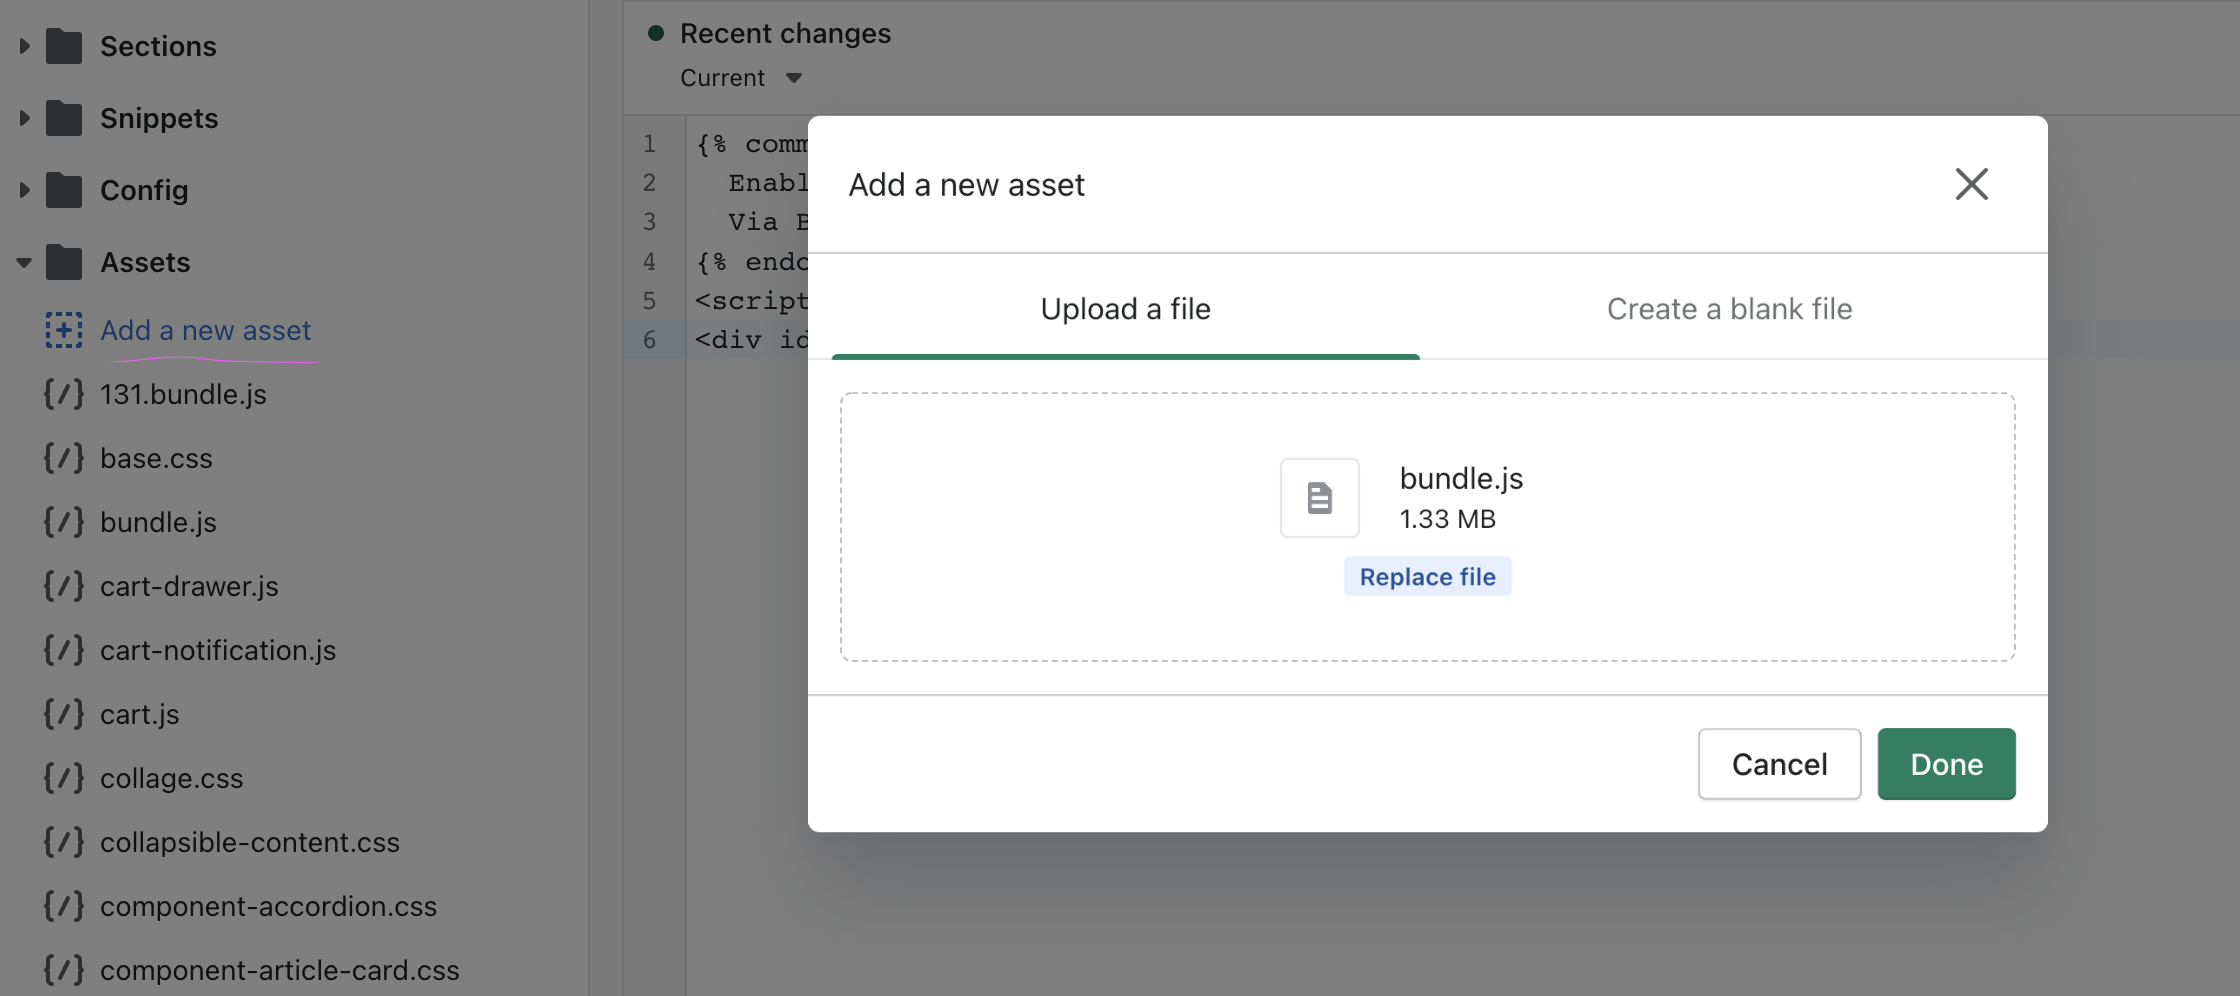 Sections
Snippets
Config
Assets
Add a new asset
131.bundle.js
base.css
bundle.js
cart-drawer.js
cart-notification.js
cart.js
collage.css
collapsible-content.css
component-accordion.css
component-article-card.css
Recent changes
Current
1 {% comm
2 Enabl
3 Via B
4 {% endc
5 <script
6 <div id
Add a new asset
Upload a file
Create a blank file
bundle.js
1.33 MB
Replace file
Cancel
Done